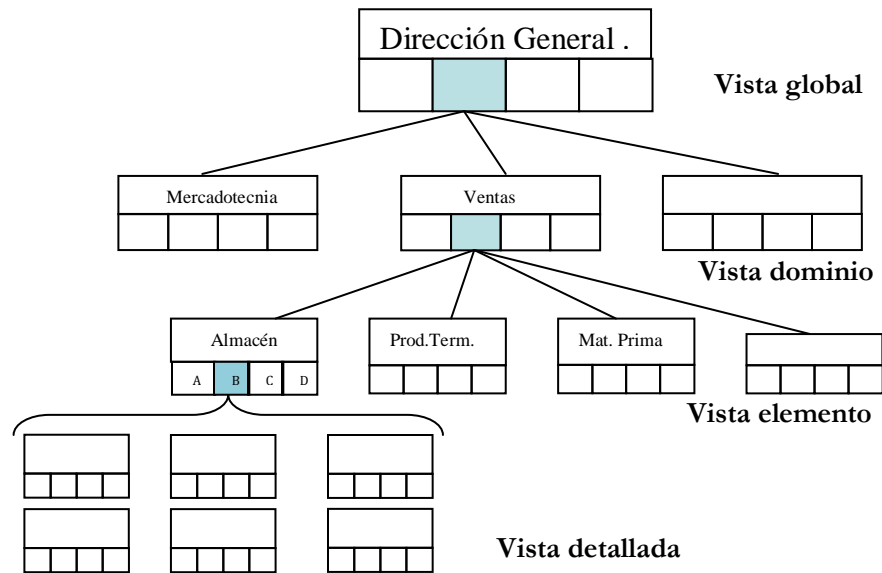 Dirección General .
Vista global
Mercadotecnia
Ventas
Vista dominio
Almacén
Prod.Term.
Mat. Prima
A B C D
Vista elemento
Vista detallada